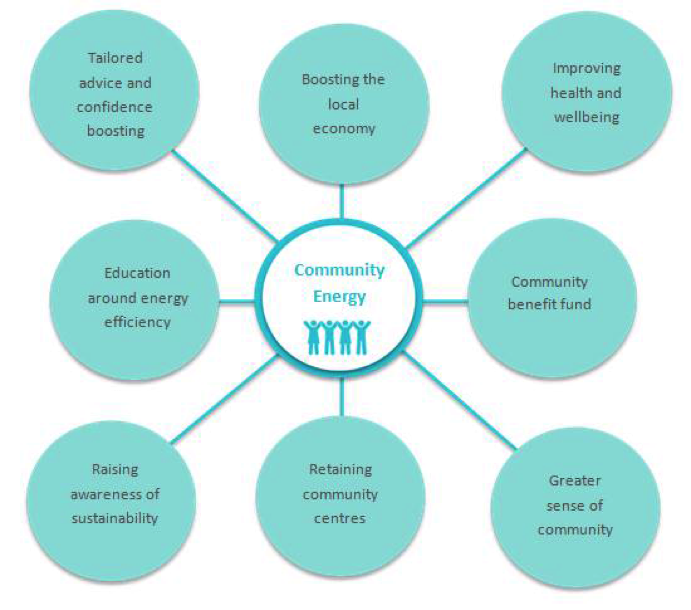 Tailored
advice and
confidence
boosting
Boosting the
local
economy
Improving
health and
wellbeing
Education
around energy
efficiency
Community
Energy
Community
benefit fund
Raising
awareness of
sustainability
Retaining
community
centres
Greater
sense of
community